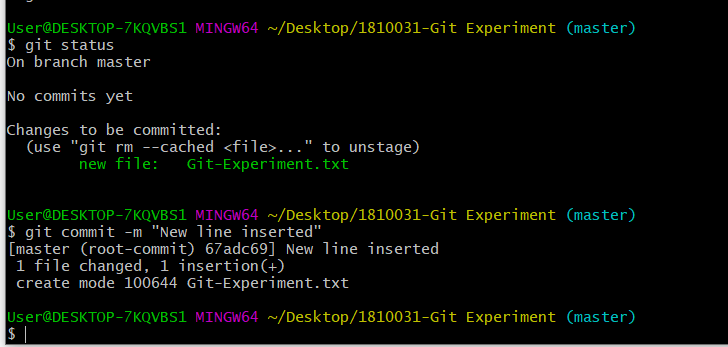 User@DESKTOP-7KQVBS1 MINGW64 ~/Desktop/1810031-Git Experiment (master)
$ git status
On branch master
No commits yet
Changes to be committed:
  (use "git rm --cached <file>..." to unstage)
        new file:   Git-Experiment.txt
User@DESKTOP-7KQVBS1 MINGW64 ~/Desktop/1810031-Git Experiment (master)
$ git commit -m "New line inserted"
[master (root-commit) 67adc69] New line inserted
 1 file changed, 1 insertion(+)
 create mode 100644 Git-Experiment.txt
User@DESKTOP-7KQVBS1 MINGW64 ~/Desktop/1810031-Git Experiment (master)
$